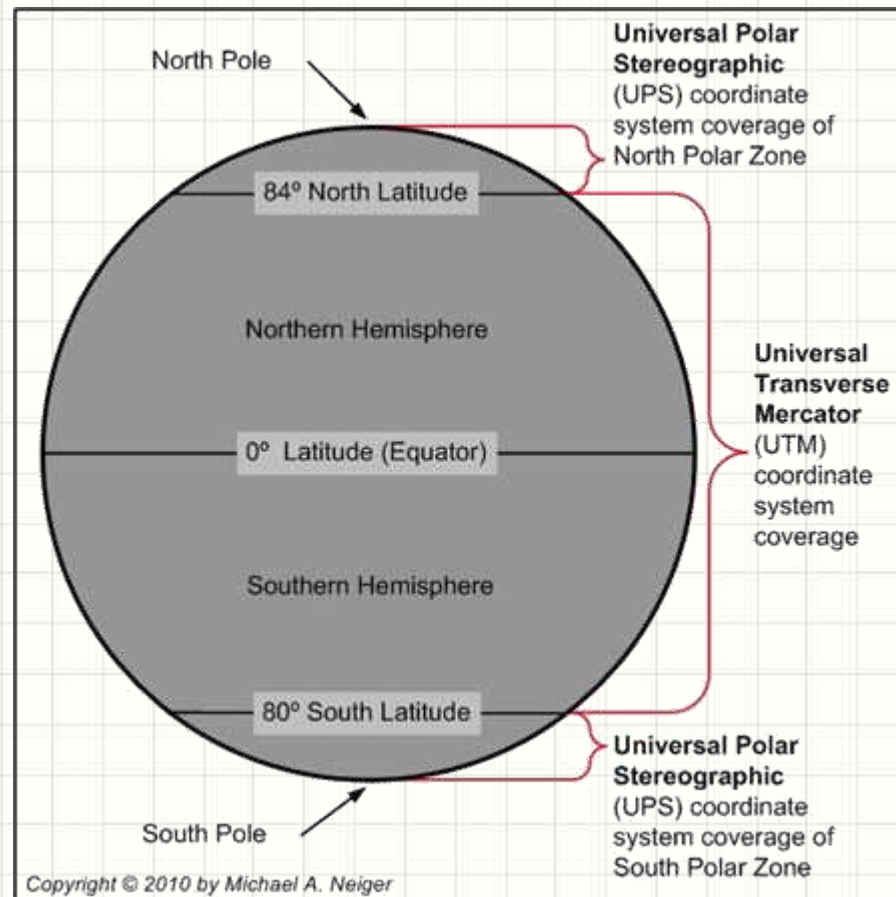 North Pole
Universal Polar
Stereographic
(UPS) coordinate
system coverage of
North Polar Zone
84º North Latitude
Northern Hemisphere
Universal
Transverse
Mercator
(UTM)
coordinate
system
coverage
0º Latitude (Equator)
Southern Hemisphere
80º South Latitude
Universal Polar
Stereographic
(UPS) coordinate
system coverage of
South Polar Zone
South Pole
Copyright © 2010 by Michael A. Neiger